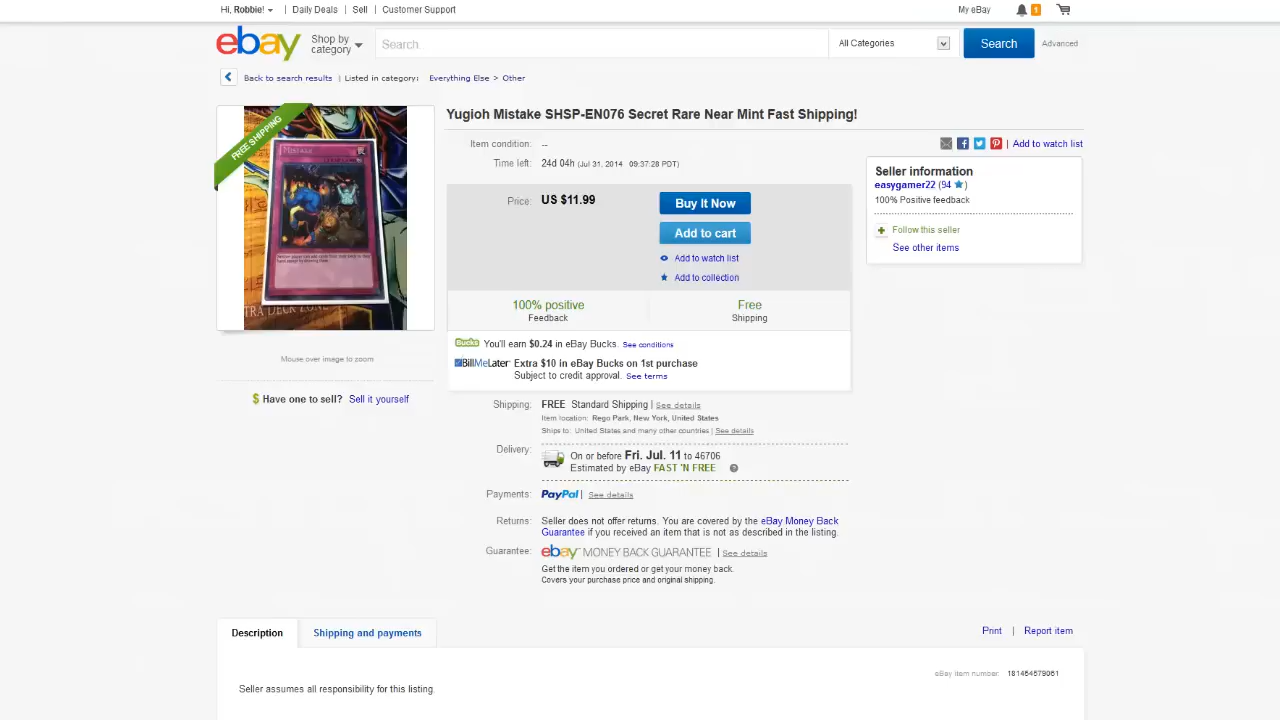 Hi, Robbie! Daily Deals Sell Customer Support My eBay 1
ebay Shop by category Search All Categories Search Advanced
Back to search results | Listed in category: Everything Else > Other
FREE SHIPPING
Mistake
TRA DECK ZONE
Mouse over image to zoom
$ Have one to sell? Sell it yourself
Yugioh Mistake SHSP-EN076 Secret Rare Near Mint Fast Shipping!
Item condition: --
Time left: 24d 04h (Jul 31, 2014 09:37:28 PDT)
Price: US $11.99
Buy It Now
Add to cart
Add to watch list
Add to collection
100% positive
Feedback
Free
Shipping
Bucks You'll earn $0.24 in eBay Bucks. See conditions
BillMeLater Extra $10 in eBay Bucks on 1st purchase
Subject to credit approval. See terms
Shipping: FREE Standard Shipping | See details
Item location: Rego Park, New York, United States
Ships to: United States and many other countries | See details
Delivery: On or before Fri. Jul. 11 to 46706
Estimated by eBay FAST 'N FREE ?
Payments: PayPal | See details
Returns: Seller does not offer returns. You are covered by the eBay Money Back
Guarantee if you received an item that is not as described in the listing.
Guarantee: ebay MONEY BACK GUARANTEE | See details
Get the item you ordered or get your money back.
Covers your purchase price and original shipping.
| Add to watch list
Seller information
easygamer22 (94 )
100% Positive feedback
Follow this seller
See other items
Description Shipping and payments Print | Report item
eBay item number:
Seller assumes all responsibility for this listing.